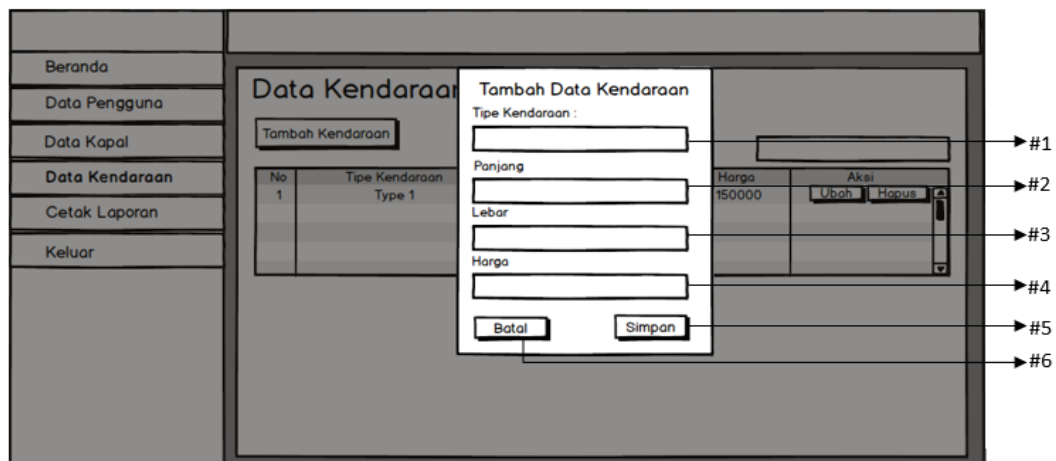 Beranda
Data Pengguna
Data Kapal
Data Kendaraan
Cetak Laporan
Keluar
Data Kendaraan
Tambah Kendaraan
No Tipe Kendaraan Harga Aksi
1 Type 1 150000 Ubah Hapus
Tambah Data Kendaraan
Tipe Kendaraan :
Panjang
Lebar
Harga
Batal Simpan
#1
#2
#3
#4
#5
#6